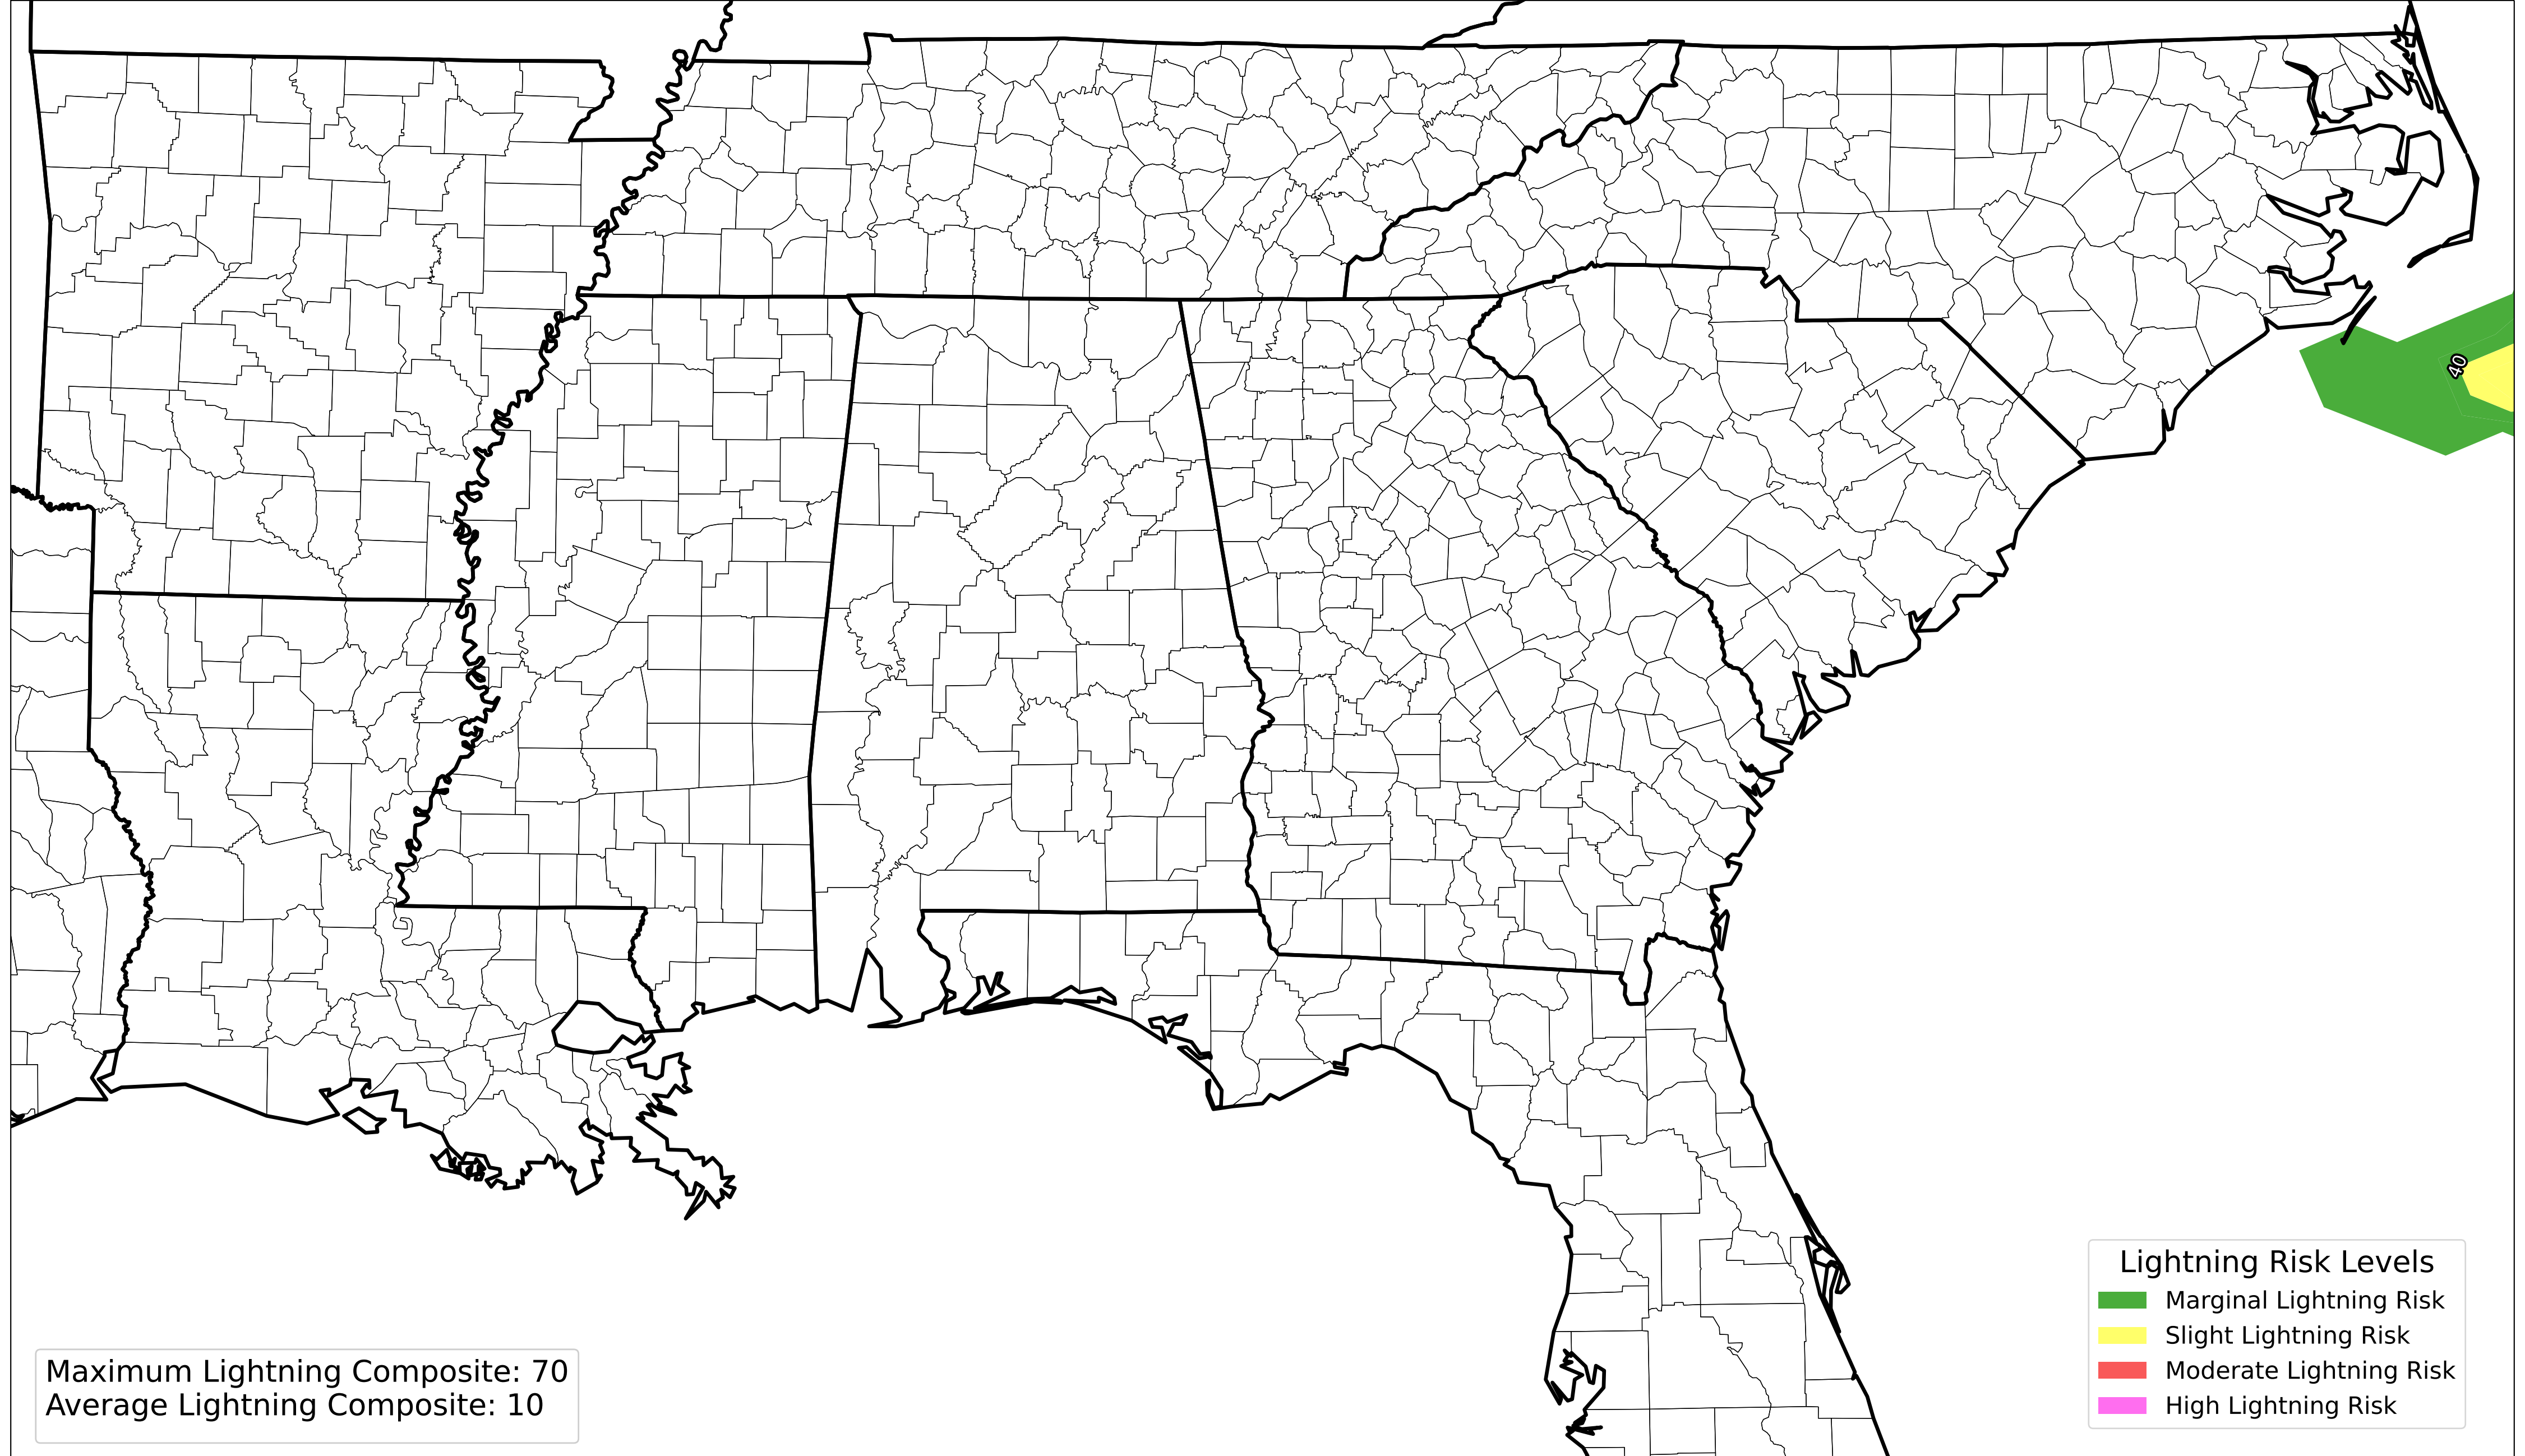 40
Lightning Risk Levels
Marginal Lightning Risk
Slight Lightning Risk
Moderate Lightning Risk
High Lightning Risk
Maximum Lightning Composite: 70
Average Lightning Composite: 10